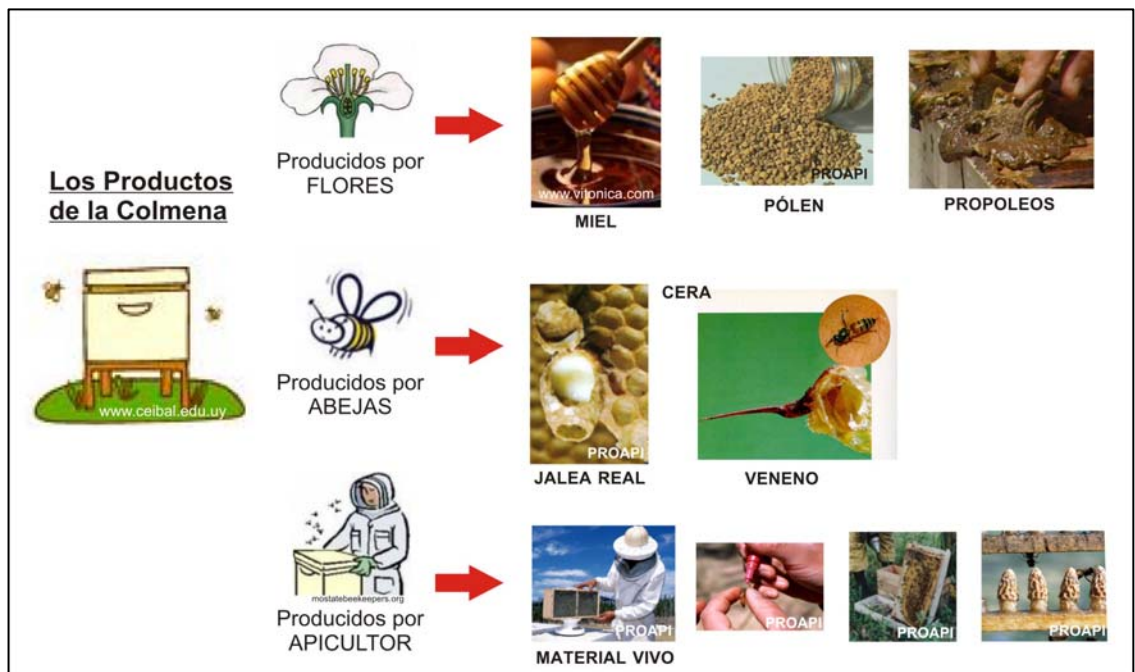 Los Productos
de la Colmena
www.ceibal.edu.uy
Producidos por
FLORES
www.vitonica.com
MIEL
PROAPI
PÓLEN
PROPOLEOS
Producidos por
ABEJAS
CERA
PROAPI
JALEA REAL
VENENO
mostatebeekeepers.org
Producidos por
APICULTOR
PROAPI
MATERIAL VIVO
PROAPI
PROAPI
PROAPI